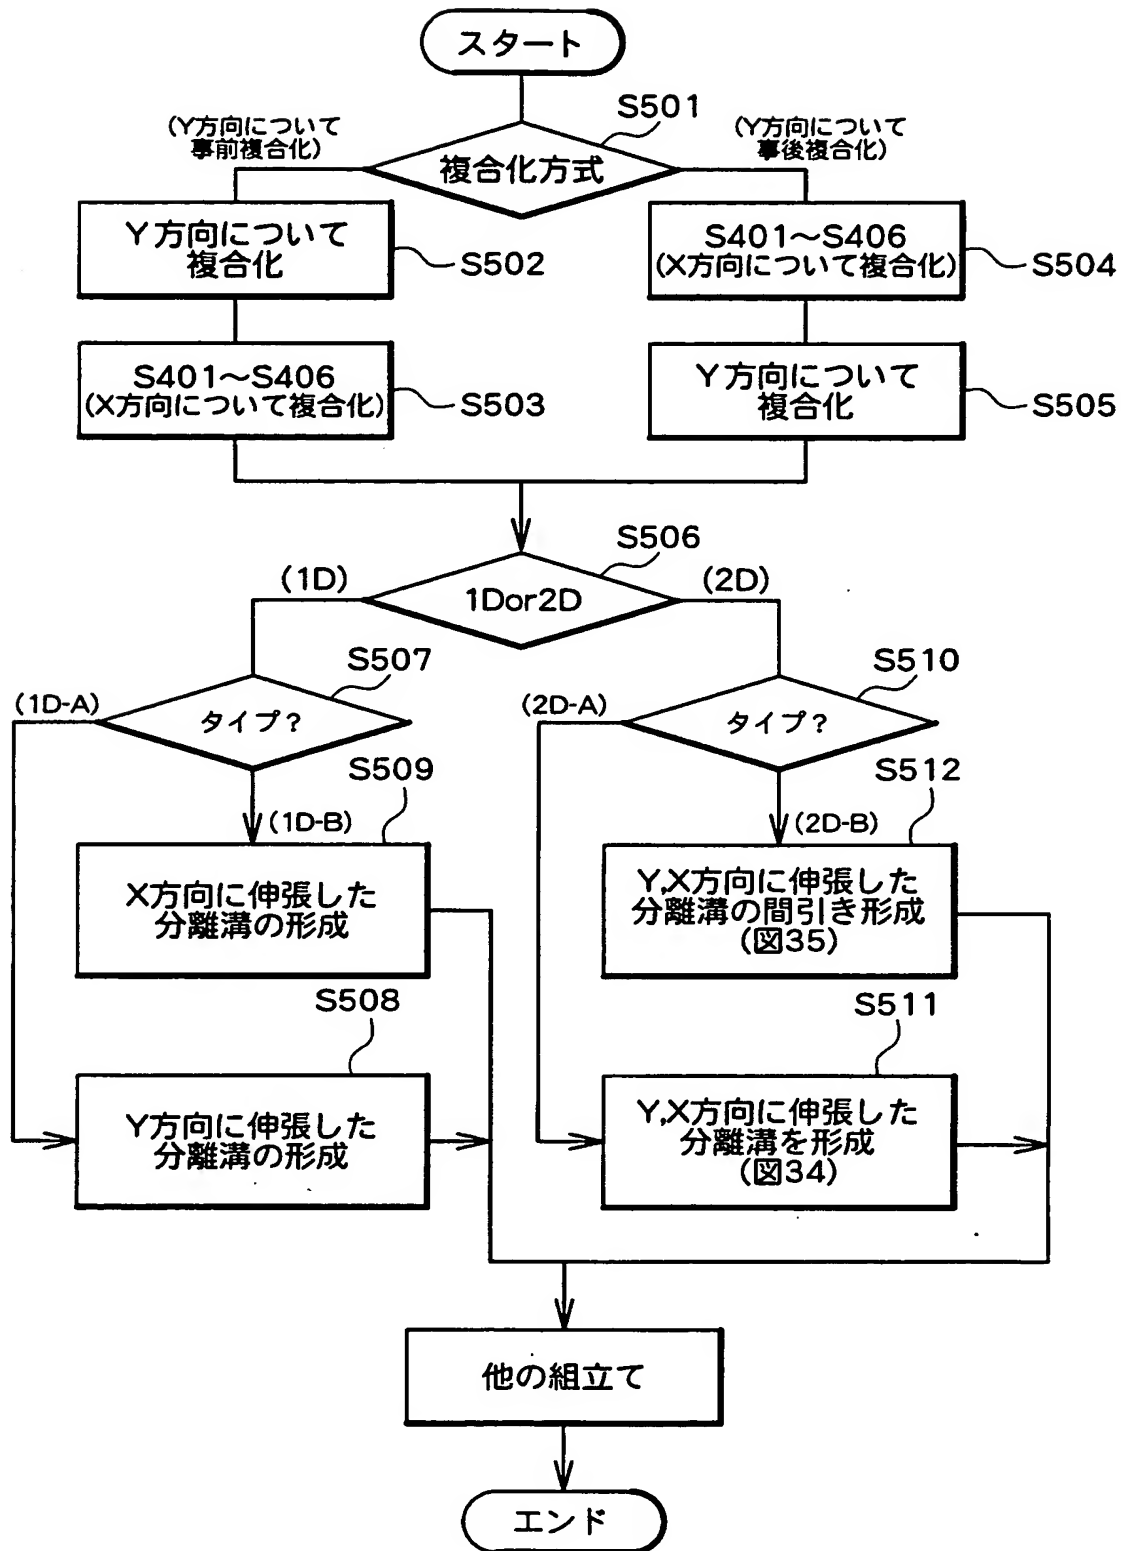 スタート
S501
(Y方向について
事前複合化)
(Y方向について
事後複合化)
複合化方式
Y方向について
複合化
S502
S401~S406
(X方向について複合化)
S504
S401~S406
(X方向について複合化)
S503
Y方向について
複合化
S505
S506
(1D)
1Dor2D
(2D)
S507
S510
(1D-A)
タイプ?
(2D-A)
タイプ?
S509
S512
(1D-B)
(2D-B)
X方向に伸張した
分離溝の形成
Y,X方向に伸張した
分離溝の間引き形成
(図35)
S508
S511
Y方向に伸張した
分離溝の形成
Y,X方向に伸張した
分離溝を形成
(図34)
他の組立て
エンド